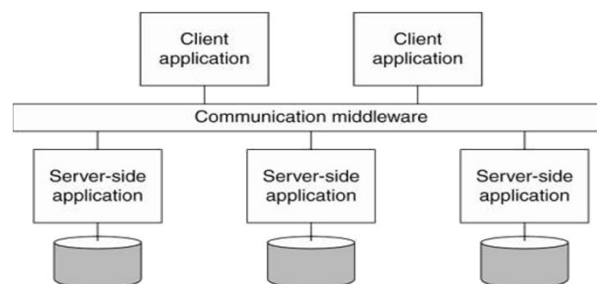 Client
application
Client
application
Communication middleware
Server-side
application
Server-side
application
Server-side
application